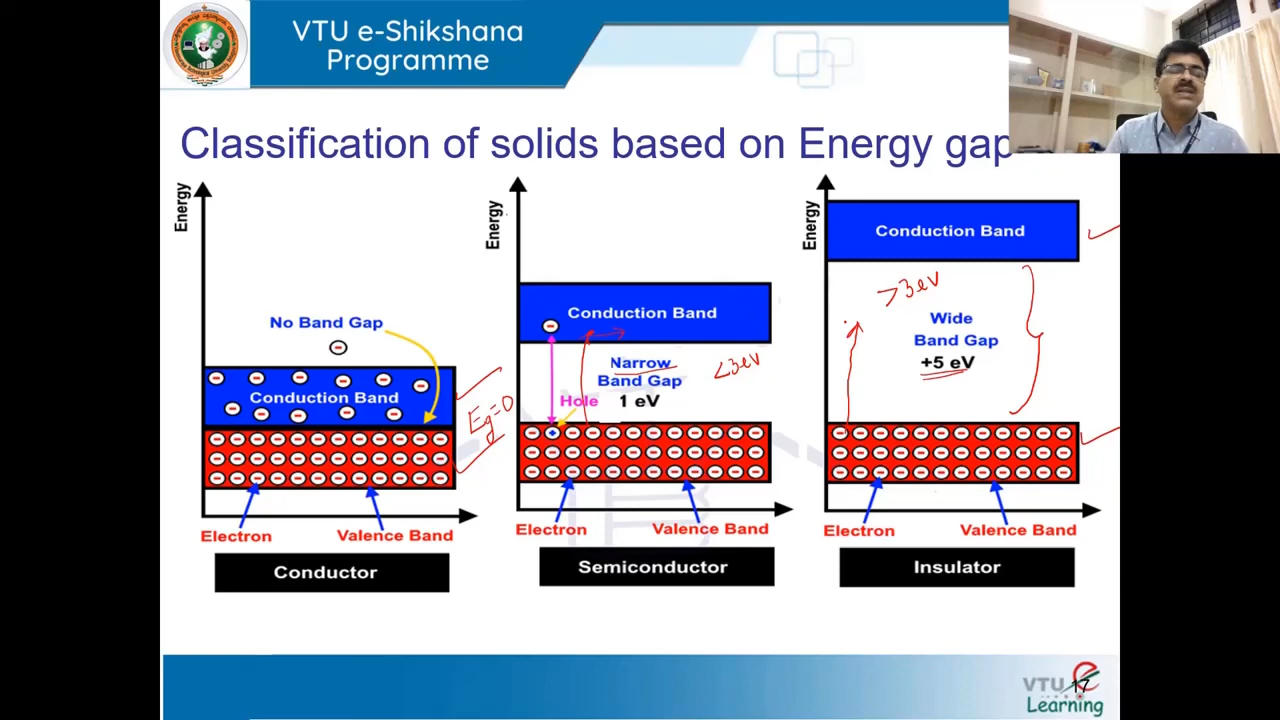 VTU e-Shikshana
Programme
Classification of solids based on Energy gap
Energy
No Band Gap
Conduction Band
Eg=0
Electron
Valence Band
Conductor
Energy
Conduction Band
Narrow
Band Gap
1 eV
<3ev
Hole
Electron
Valence Band
Semiconductor
Energy
Conduction Band
>3ev
Wide
Band Gap
+5 eV
Electron
Valence Band
Insulator
VTU e
Learning
17